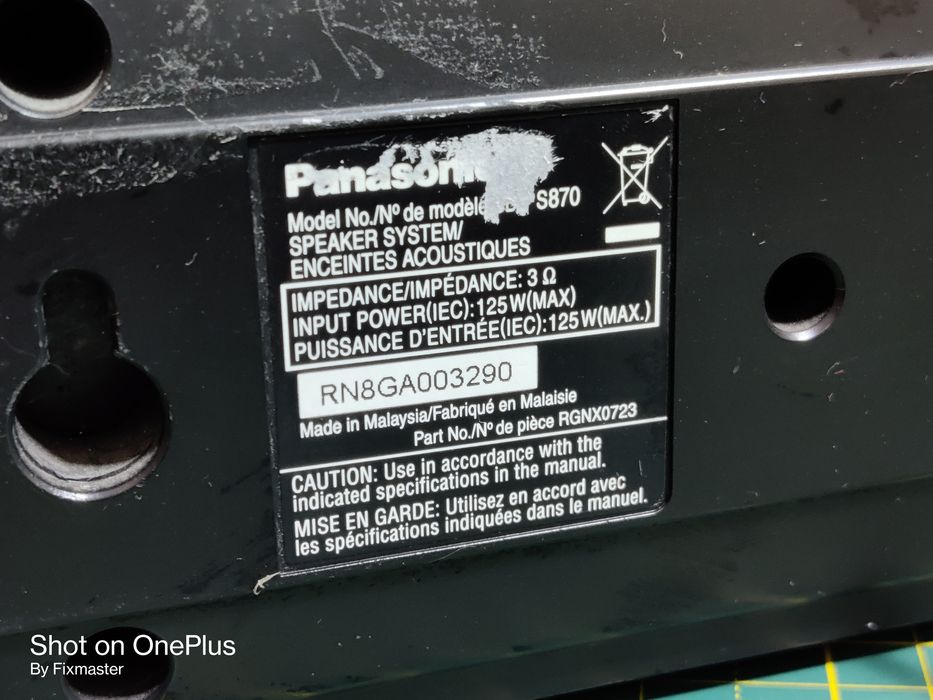 Panasonic
Model No./Nº de modèle S870
SPEAKER SYSTEM/
ENCEINTES ACOUSTIQUES
IMPEDANCE/IMPÉDANCE: 3 Ω
INPUT POWER(IEC):125W(MAX)
PUISSANCE D'ENTRÉE(IEC):125W(MAX.)
RN8GA003290
Made in Malaysia/Fabriqué en Malaisie
Part No./Nº de pièce RGNX0723
CAUTION: Use in accordance with the
indicated specifications in the manual.
MISE EN GARDE: Utilisez en accord avec
les spécifications indiquées dans le manuel.
Shot on OnePlus
By Fixmaster